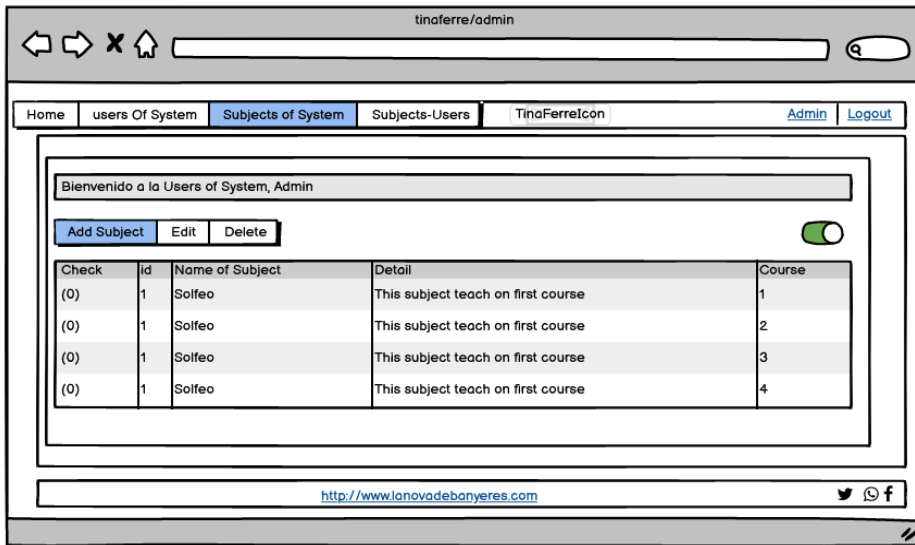 tinaferre/admin
Home users Of System Subjects of System Subjects-Users TinaFerreIcon Admin Logout
Bienvenido a la Users of System, Admin
Add Subject Edit Delete
Check id Name of Subject Detail Course
(0) 1 Solfeo This subject teach on first course 1
(0) 1 Solfeo This subject teach on first course 2
(0) 1 Solfeo This subject teach on first course 3
(0) 1 Solfeo This subject teach on first course 4
http://www.lanovadebanyeres.com